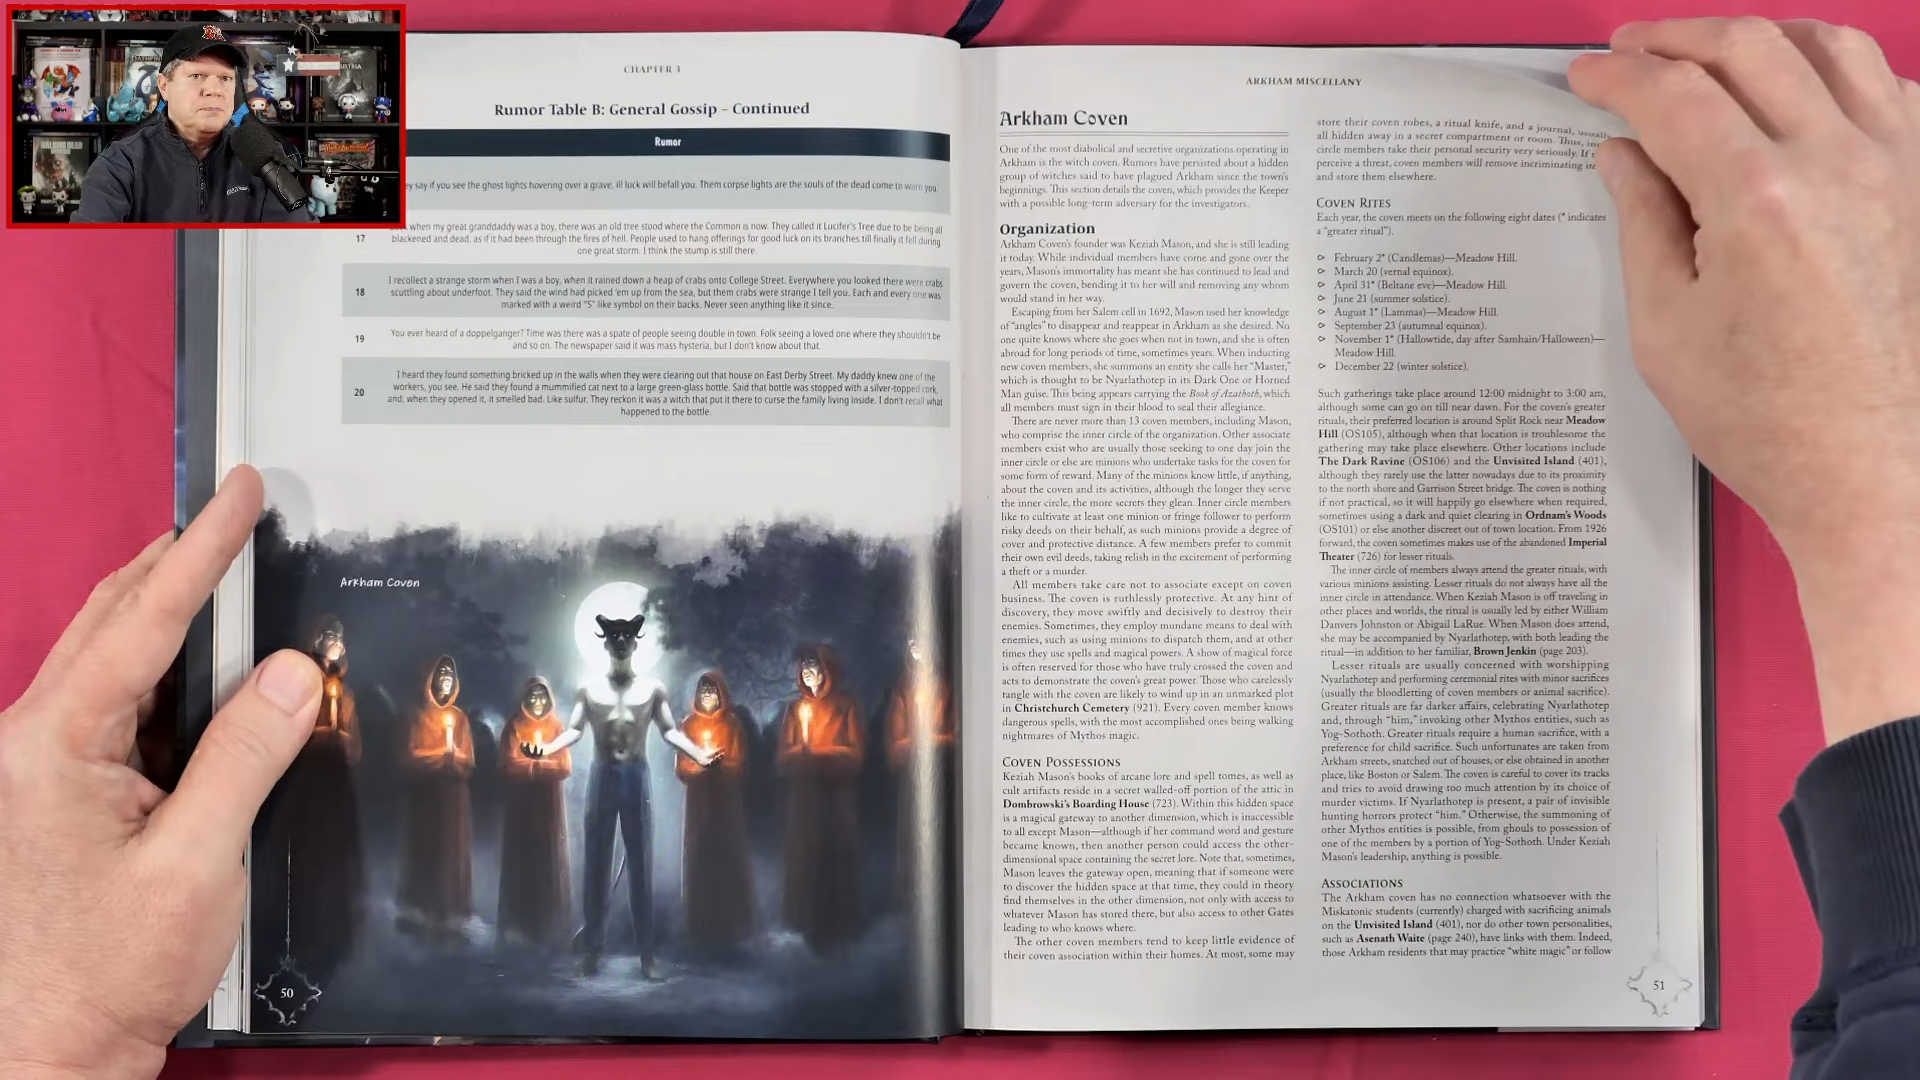 CHAPTER 3
Rumor Table B: General Gossip – Continued
Rumor
say if you see the ghost lights hovering over a grave, ill luck will befall you. Them corpse lights are the souls of the dead come to warn you.
17
when my great granddaddy was a boy, there was an old tree stood where the Common is now. They called it Lucifer's Tree due to be being all
blackened and dead, as if it had been through the fires of hell. People used to hang offerings for good luck on its branches till finally it fell during
one great storm. I think the stump is still there.
18
I recollect a strange storm when I was a boy, when it rained down a heap of crabs onto College Street. Everywhere you looked there were crabs
scuttling about underfoot. They said the wind had picked 'em up from the sea, but them crabs were strange I tell you. Each and every one was
marked with a weird "S" like symbol on their backs. Never seen anything like it since.
19
You ever heard of a doppelganger? Time was there was a spate of people seeing double in town. Folk seeing a loved one where they shouldn't be
and so on. The newspaper said it was mass hysteria, but I don't know about that.
20
I heard they found something bricked up in the walls when they were clearing out that house on East Derby Street. My daddy knew one of the
workers, you see. He said they found a mummified cat next to a large green-glass bottle. Said that bottle was stopped with a silver-topped cork,
and, when they opened it, it smelled bad. Like sulfur. They reckon it was a witch that put it there to curse the family living inside. I don't recall what
happened to the bottle.
Arkham Coven
50
ARKHAM MISCELLANY
Arkham Coven
One of the most diabolical and secretive organizations operating in
Arkham is the witch coven. Rumors have persisted about a hidden
group of witches said to have plagued Arkham since the town's
beginnings. This section details the coven, which provides the Keeper
with a possible long-term adversary for the investigators.
Organization
Arkham Coven's founder was Keziah Mason, and she is still leading
it today. While individual members have come and gone over the
years, Mason's immortality has meant she has continued to lead and
govern the coven, bending it to her will and removing any whom
would stand in her way.
Escaping from her Salem cell in 1692, Mason used her knowledge
of "angles" to disappear and reappear in Arkham as she desired. No
one quite knows where she goes when not in town, and she is often
abroad for long periods of time, sometimes years. When inducting
new coven members, she summons an entity she calls her "Master,"
which is thought to be Nyarlathotep in its Dark One or Horned
Man guise. This being appears carrying the Book of Azathoth, which
all members must sign in their blood to seal their allegiance.
There are never more than 13 coven members, including Mason,
who comprise the inner circle of the organization. Other associate
members exist who are usually those seeking to one day join the
inner circle or else are minions who undertake tasks for the coven for
some form of reward. Many of the minions know little, if anything,
about the coven and its activities, although the longer they serve
the inner circle, the more secrets they glean. Inner circle members
like to cultivate at least one minion or fringe follower to perform
risky deeds on their behalf, as such minions provide a degree of
cover and protective distance. A few members prefer to commit
their own evil deeds, taking relish in the excitement of performing
a theft or a murder.
All members take care not to associate except on coven
business. The coven is ruthlessly protective. At any hint of
discovery, they move swiftly and decisively to destroy their
enemies. Sometimes, they employ mundane means to deal with
enemies, such as using minions to dispatch them, and at other
times they use spells and magical powers. A show of magical force
is often reserved for those who have truly crossed the coven and
acts to demonstrate the coven's great power. Those who carelessly
tangle with the coven are likely to wind up in an unmarked plot
in Christchurch Cemetery (921). Every coven member knows
dangerous spells, with the most accomplished ones being walking
nightmares of Mythos magic.
COVEN POSSESSIONS
Keziah Mason's books of arcane lore and spell tomes, as well as
cult artifacts reside in a secret walled-off portion of the attic in
Dombrowski's Boarding House (723). Within this hidden space
is a magical gateway to another dimension, which is inaccessible
to all except Mason—although if her command word and gesture
became known, then another person could access the other-
dimensional space containing the secret lore. Note that, sometimes,
Mason leaves the gateway open, meaning that if someone were
to discover the hidden space at that time, they could in theory
find themselves in the other dimension, not only with access to
whatever Mason has stored there, but also access to other Gates
leading to who knows where.
The other coven members tend to keep little evidence of
their coven association within their homes. At most, some may
store their coven robes, a ritual knife, and a journal, usually
all hidden away in a secret compartment or room. Thus,
circle members take their personal security very seriously. If
perceive a threat, coven members will remove incriminating
and store them elsewhere.
COVEN RITES
Each year, the coven meets on the following eight dates (* indicates
a "greater ritual").
February 2* (Candlemas)—Meadow Hill.
March 20 (vernal equinox).
April 31* (Beltane eve)—Meadow Hill.
June 21 (summer solstice).
August 1* (Lammas)—Meadow Hill.
September 23 (autumnal equinox).
November 1* (Hallowtide, day after Samhain/Halloween)—
Meadow Hill.
December 22 (winter solstice).
Such gatherings take place around 12:00 midnight to 3:00 am,
although some can go on till near dawn. For the coven's greater
rituals, their preferred location is around Split Rock near Meadow
Hill (OS105), although when that location is troublesome the
gathering may take place elsewhere. Other locations include
The Dark Ravine (OS106) and the Unvisited Island (401),
although they rarely use the latter nowadays due to its proximity
to the north shore and Garrison Street bridge. The coven is nothing
if not practical, so it will happily go elsewhere when required,
sometimes using a dark and quiet clearing in Ordnam's Woods
(OS101) or else another discreet out of town location. From 1926
forward, the coven sometimes makes use of the abandoned Imperial
Theater (726) for lesser rituals.
The inner circle of members always attend the greater rituals, with
various minions assisting. Lesser rituals do not always have all the
inner circle in attendance. When Keziah Mason is off traveling in
other places and worlds, the ritual is usually led by either William
Danvers Johnston or Abigail LaRue. When Mason does attend,
she may be accompanied by Nyarlathotep, with both leading the
ritual—in addition to her familiar, Brown Jenkin (page 203).
Lesser rituals are usually concerned with worshipping
Nyarlathotep and performing ceremonial rites with minor sacrifices
(usually the bloodletting of coven members or animal sacrifice).
Greater rituals are far darker affairs, celebrating Nyarlathotep
and, through "him," invoking other Mythos entities, such as
Yog-Sothoth. Greater rituals require a human sacrifice, with a
preference for child sacrifice. Such unfortunates are taken from
Arkham streets, snatched out of houses, or else obtained in another
place, like Boston or Salem. The coven is careful to cover its tracks
and tries to avoid drawing too much attention by its choice of
murder victims. If Nyarlathotep is present, a pair of invisible
hunting horrors protect "him." Otherwise, the summoning of
other Mythos entities is possible, from ghouls to possession of
one of the members by a portion of Yog-Sothoth. Under Keziah
Mason's leadership, anything is possible.
ASSOCIATIONS
The Arkham coven has no connection whatsoever with the
Miskatonic students (currently) charged with sacrificing animals
on the Unvisited Island (401), nor do other town personalities,
such as Asenath Waite (page 240), have links with them. Indeed,
those Arkham residents that may practice "white magic" or follow
51